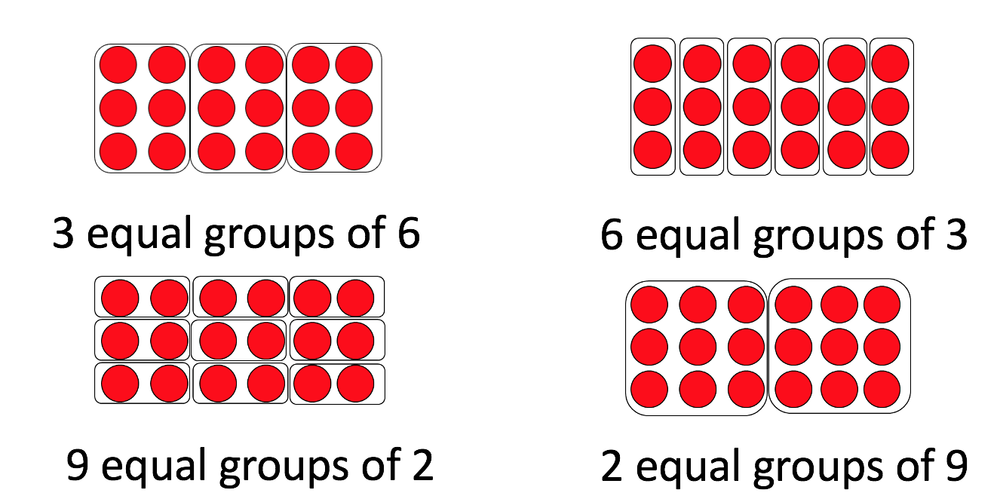 3 equal groups of 6
6 equal groups of 3
9 equal groups of 2
2 equal groups of 9